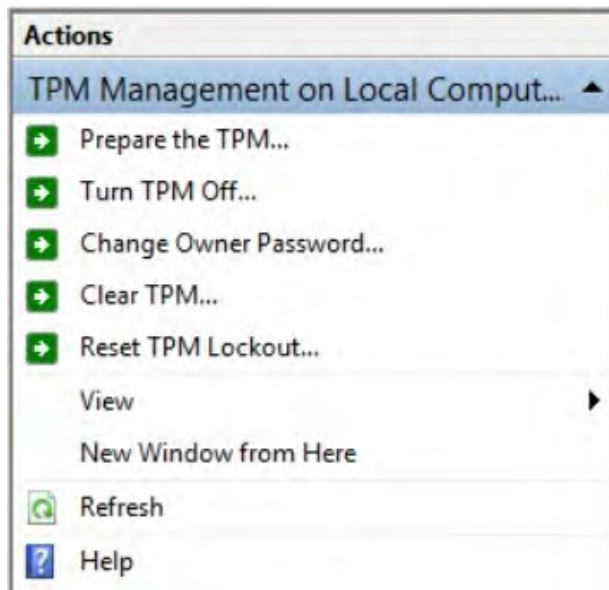 Actions
TPM Management on Local Comput...
Prepare the TPM...
Turn TPM Off...
Change Owner Password...
Clear TPM...
Reset TPM Lockout...
View
New Window from Here
Refresh
Help